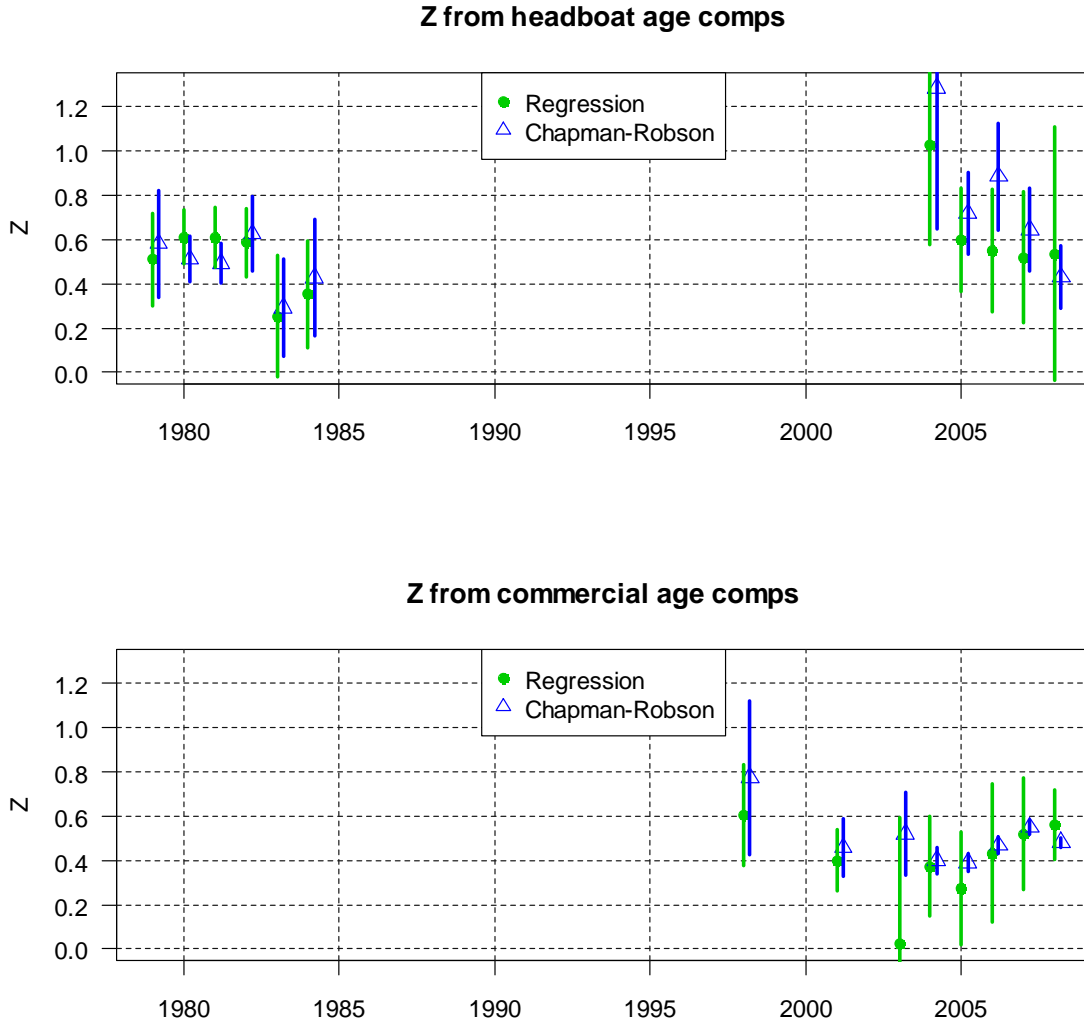 Z from headboat age comps
Z
1.2
1.0
0.8
0.6
0.4
0.2
0.0
Regression
Chapman-Robson
1980 1985 1990 1995 2000 2005
Z from commercial age comps
Z
1.2
1.0
0.8
0.6
0.4
0.2
0.0
Regression
Chapman-Robson
1980 1985 1990 1995 2000 2005